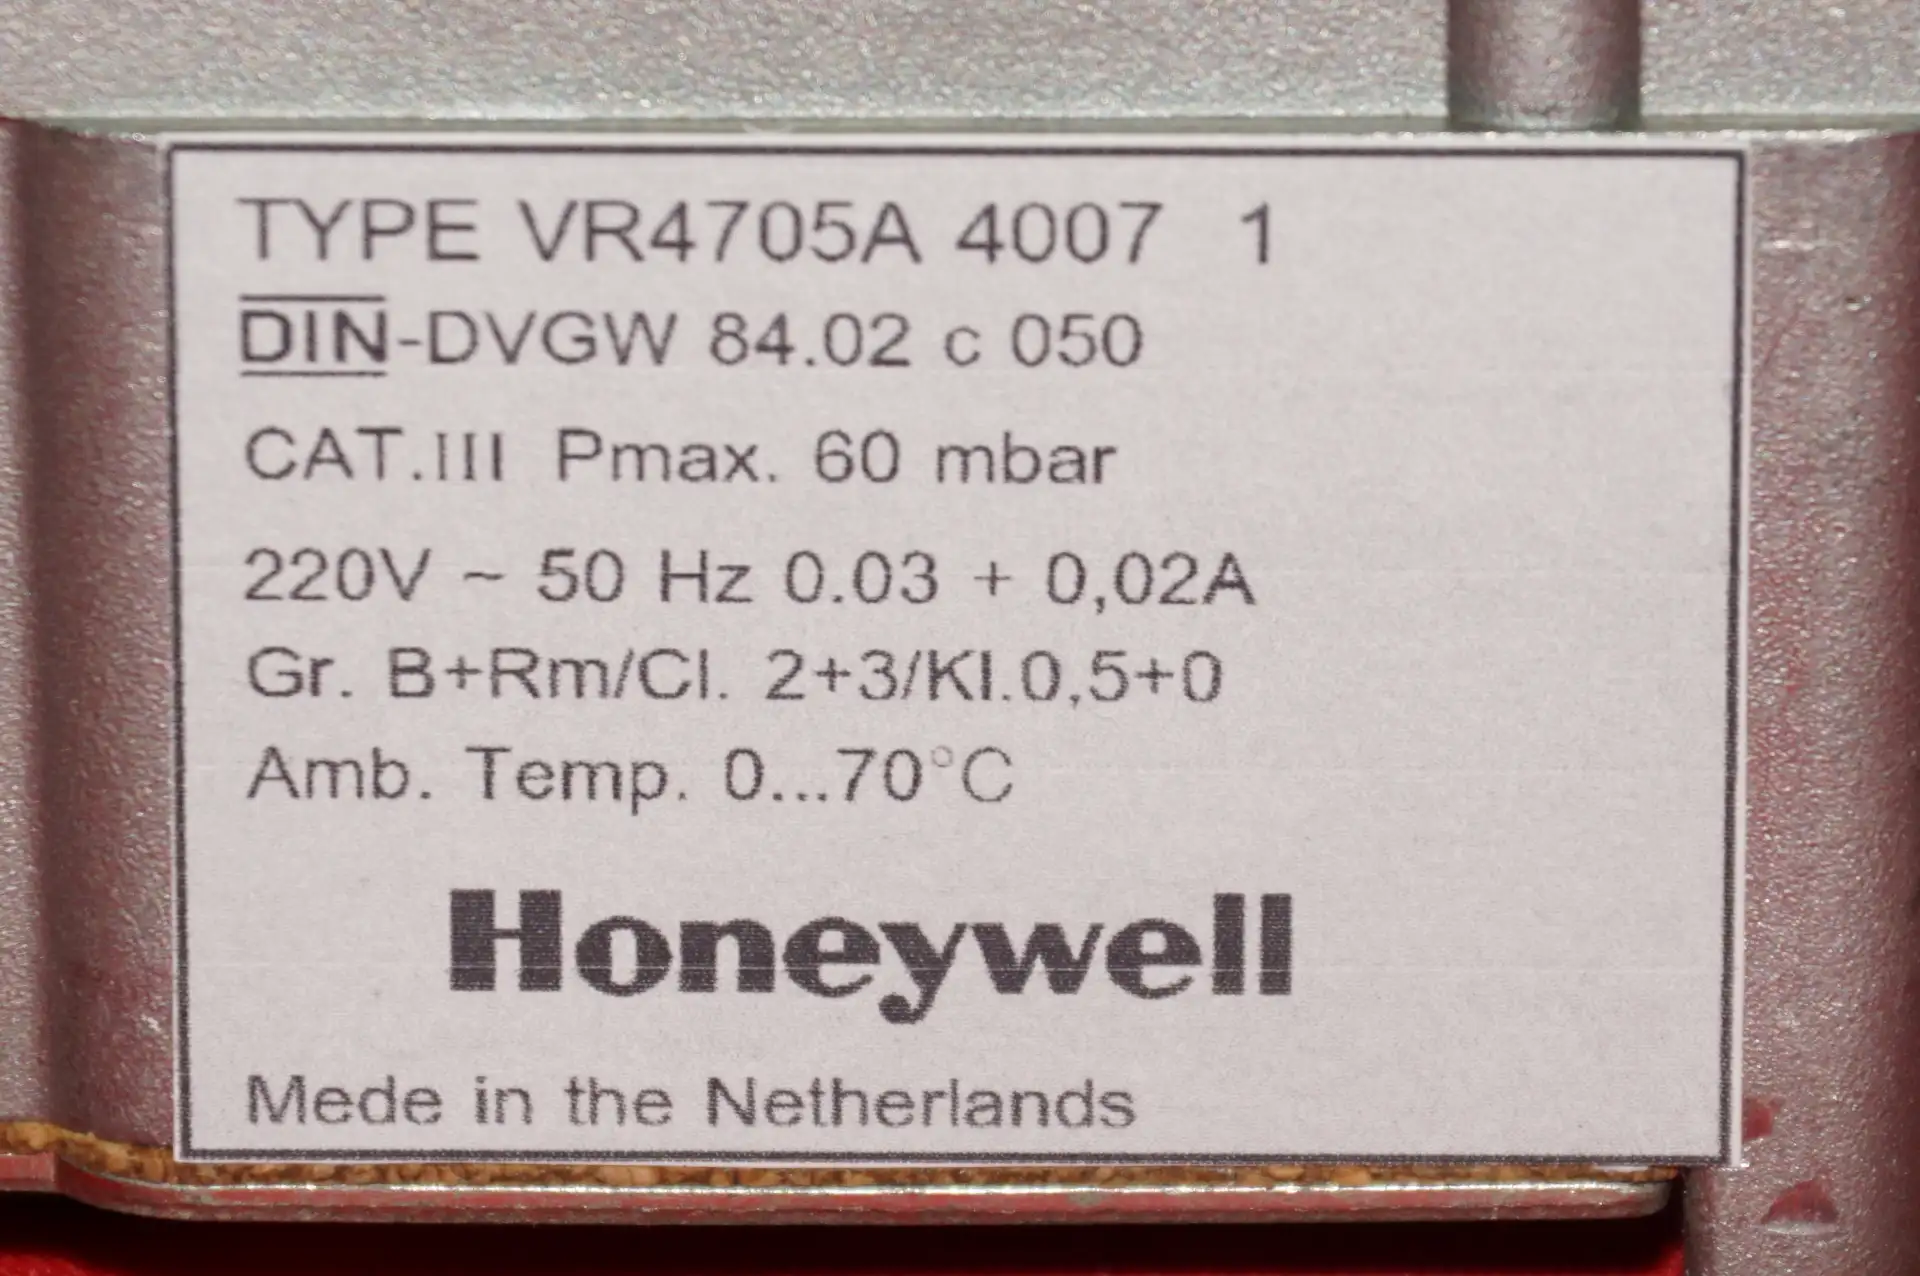 TYPE VR4705A 4007 1
DIN-DVGW 84.02 c 050
CAT.III Pmax. 60 mbar
220V ~ 50 Hz 0.03 + 0,02A
Gr. B+Rm/Cl. 2+3/Kl.0,5+0
Amb. Temp. 0...70°C
Honeywell
Mede in the Netherlands